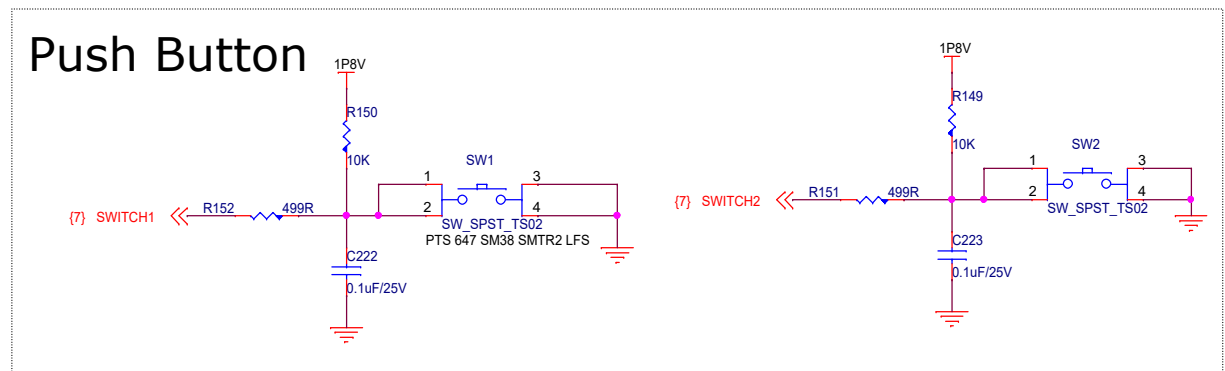 Push Button
1P8V
R150
10K
SW1
1
3
2
4
{7} SWITCH1
R152
499R
SW_SPST_TS02
PTS 647 SM38 SMTR2 LFS
C222
0.1uF/25V
1P8V
R149
10K
SW2
1
3
2
4
{7} SWITCH2
R151
499R
SW_SPST_TS02
C223
0.1uF/25V